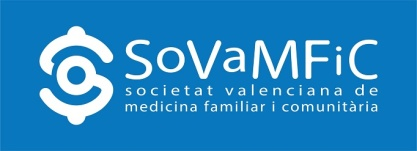 SoVaMFiC
societat valenciana de
medicina familiar i comunitària